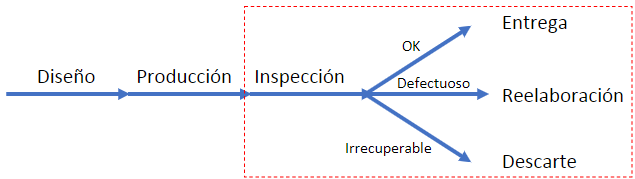 Diseño
Producción
Inspección
OK
Entrega
Defectuoso
Reelaboración
Irrecuperable
Descarte